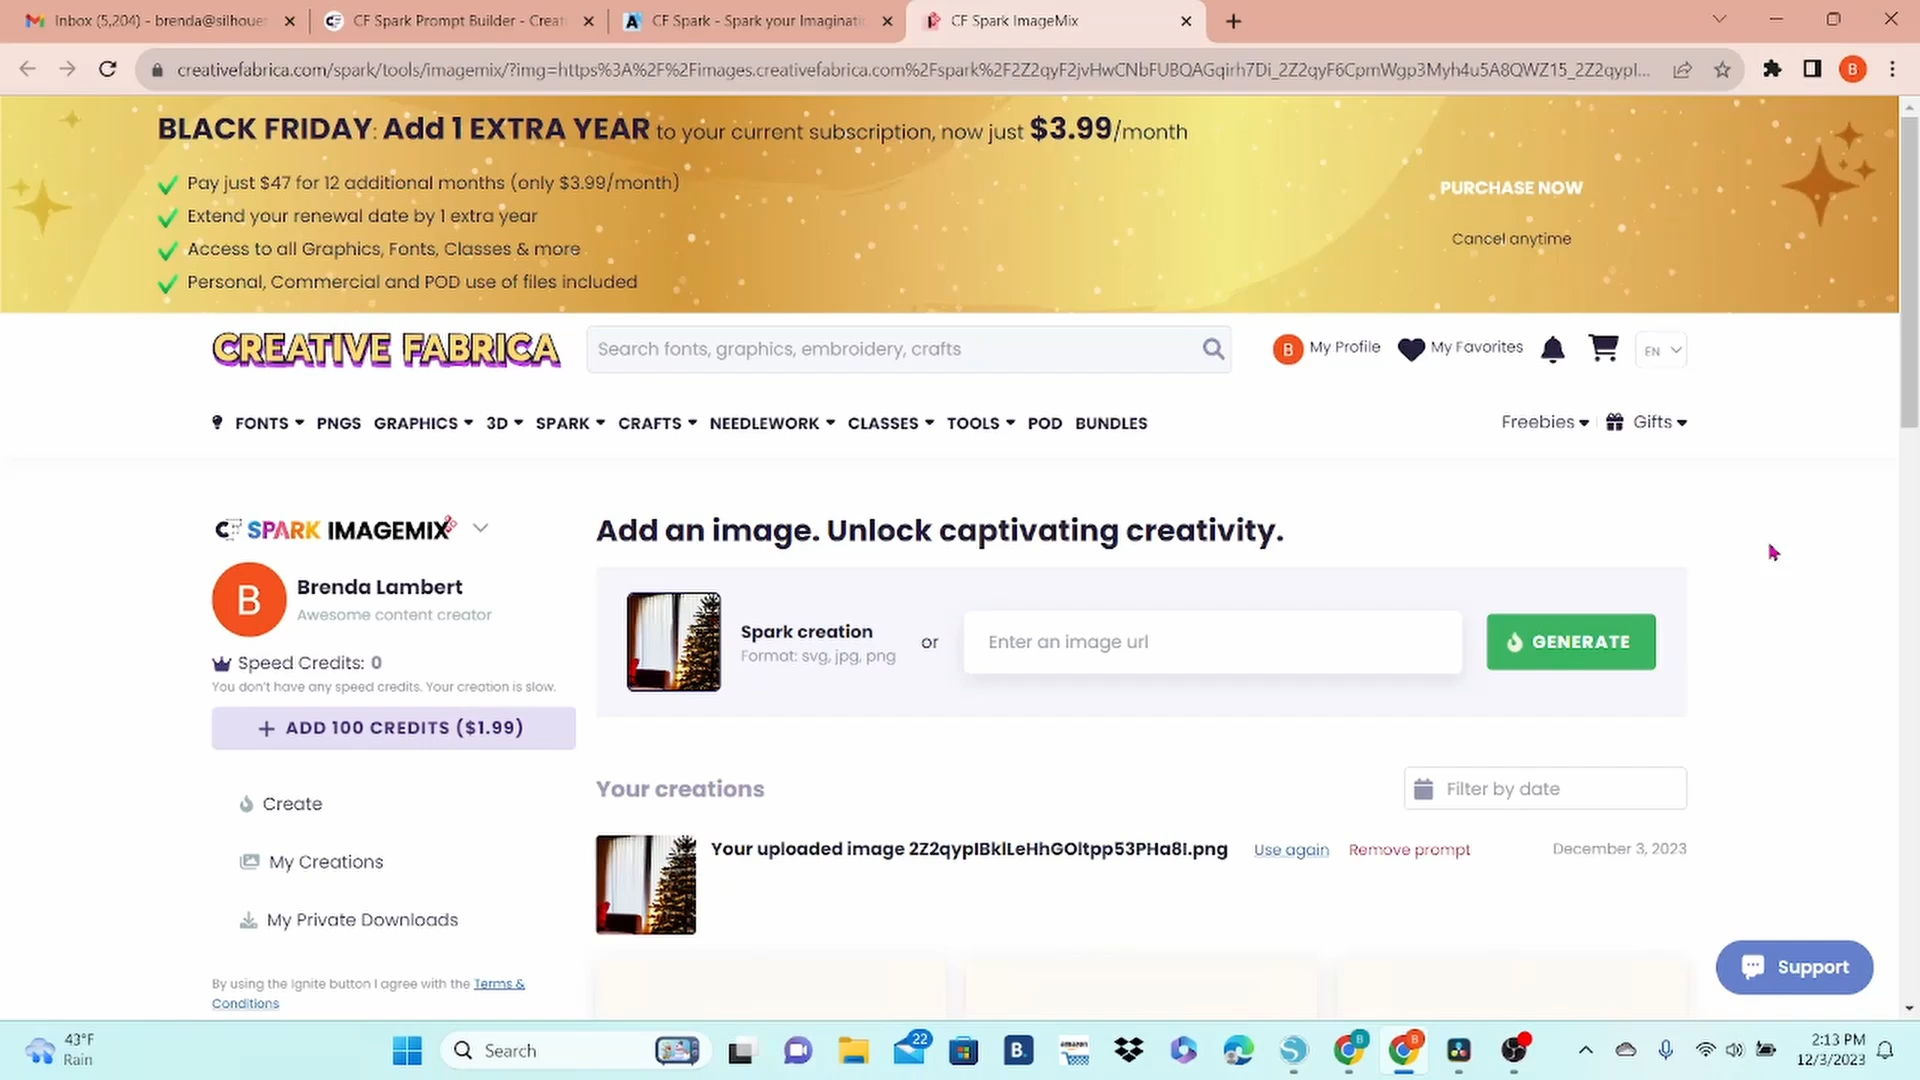 Inbox (5,204) - brenda@silhoue
CF Spark Prompt Builder - Creat
CF Spark - Spark your Imaginati
CF Spark ImageMix
creativefabrica.com/spark/tools/imagemix/?img=https%3A%2F%2Fimages.creativefabrica.com%2Fspark%2F2Z2qyF2jvHwCNbFUBQAGqirh7Di_2Z2qyF6CpmWgp3Myh4u5A8QWZ15_2Z2qypI...
B
BLACK FRIDAY: Add 1 EXTRA YEAR to your current subscription, now just $3.99/month
Pay just $47 for 12 additional months (only $3.99/month)
Extend your renewal date by 1 extra year
Access to all Graphics, Fonts, Classes & more
Personal, Commercial and POD use of files included
PURCHASE NOW
Cancel anytime
CREATIVE FABRICA
Search fonts, graphics, embroidery, crafts
B My Profile
My Favorites
EN
FONTS PNGS GRAPHICS 3D SPARK CRAFTS NEEDLEWORK CLASSES TOOLS POD BUNDLES
Freebies Gifts
CF SPARK IMAGEMIX
B
Brenda Lambert
Awesome content creator
Speed Credits: 0
You don't have any speed credits. Your creation is slow.
+ ADD 100 CREDITS ($1.99)
Create
My Creations
My Private Downloads
By using the Ignite button I agree with the Terms &
Conditions
Add an image. Unlock captivating creativity.
Spark creation
Format: svg, jpg, png
or
Enter an image url
GENERATE
Your creations
Filter by date
Your uploaded image 2Z2qypIBklLeHhGOltpp53PHa8I.png
Use again
Remove prompt
December 3, 2023
Support
43°F
Rain
Search
22
B.
amazon
B
B
2:13 PM
12/3/2023